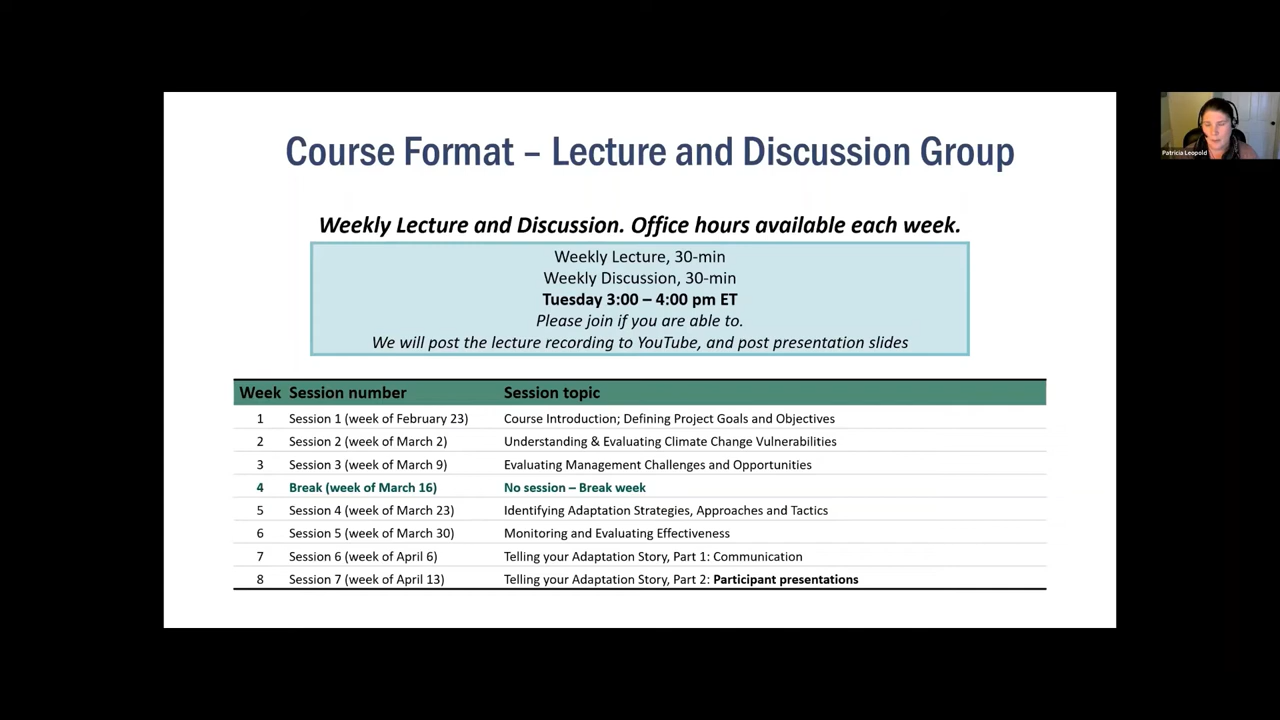 Course Format – Lecture and Discussion Group
Weekly Lecture and Discussion. Office hours available each week.
Weekly Lecture, 30-min
Weekly Discussion, 30-min
Tuesday 3:00 – 4:00 pm ET
Please join if you are able to.
We will post the lecture recording to YouTube, and post presentation slides
Patricia Leopold
Week Session number Session topic
1 Session 1 (week of February 23) Course Introduction; Defining Project Goals and Objectives
2 Session 2 (week of March 2) Understanding & Evaluating Climate Change Vulnerabilities
3 Session 3 (week of March 9) Evaluating Management Challenges and Opportunities
4 Break (week of March 16) No session – Break week
5 Session 4 (week of March 23) Identifying Adaptation Strategies, Approaches and Tactics
6 Session 5 (week of March 30) Monitoring and Evaluating Effectiveness
7 Session 6 (week of April 6) Telling your Adaptation Story, Part 1: Communication
8 Session 7 (week of April 13) Telling your Adaptation Story, Part 2: Participant presentations